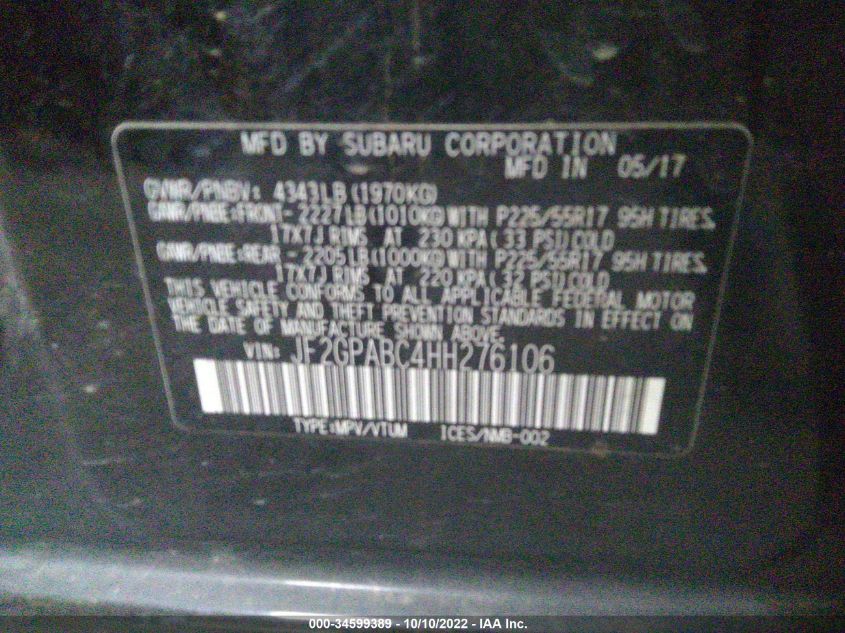 MFD BY SUBARU CORPORATION
MFD IN 05/17
GVWR/PNBV: 4343LB(1970KG)
GAWR/PNBE:FRONT-2227LB(1010KG)WITH P225/55R17 95H TIRES,
17X7J RIMS AT 230 KPA(33 PSI)COLD
GAWR/PNBE:REAR -2205LB(1000KG)WITH P225/55R17 95H TIRES,
17X7J RIMS AT 220 KPA(32 PSI)COLD
THIS VEHICLE CONFORMS TO ALL APPLICABLE FEDERAL MOTOR
VEHICLE SAFETY AND THEFT PREVENTION STANDARDS IN EFFECT ON
THE DATE OF MANUFACTURE SHOWN ABOVE.
VIN: JF2GPABC4HH276106
TYPE:MPV/VTUM ICES/NMB-002
000-34599389 - 10/10/2022 - IAA Inc.